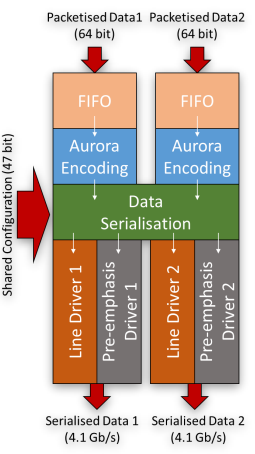 Packetised Data1
(64 bit)
Packetised Data2
(64 bit)
FIFO
FIFO
Aurora
Encoding
Aurora
Encoding
Shared Configuration (47 bit)
Data
Serialisation
Line Driver 1
Pre-emphasis
Driver 1
Line Driver 2
Pre-emphasis
Driver 2
Serialised Data 1
(4.1 Gb/s)
Serialised Data 2
(4.1 Gb/s)